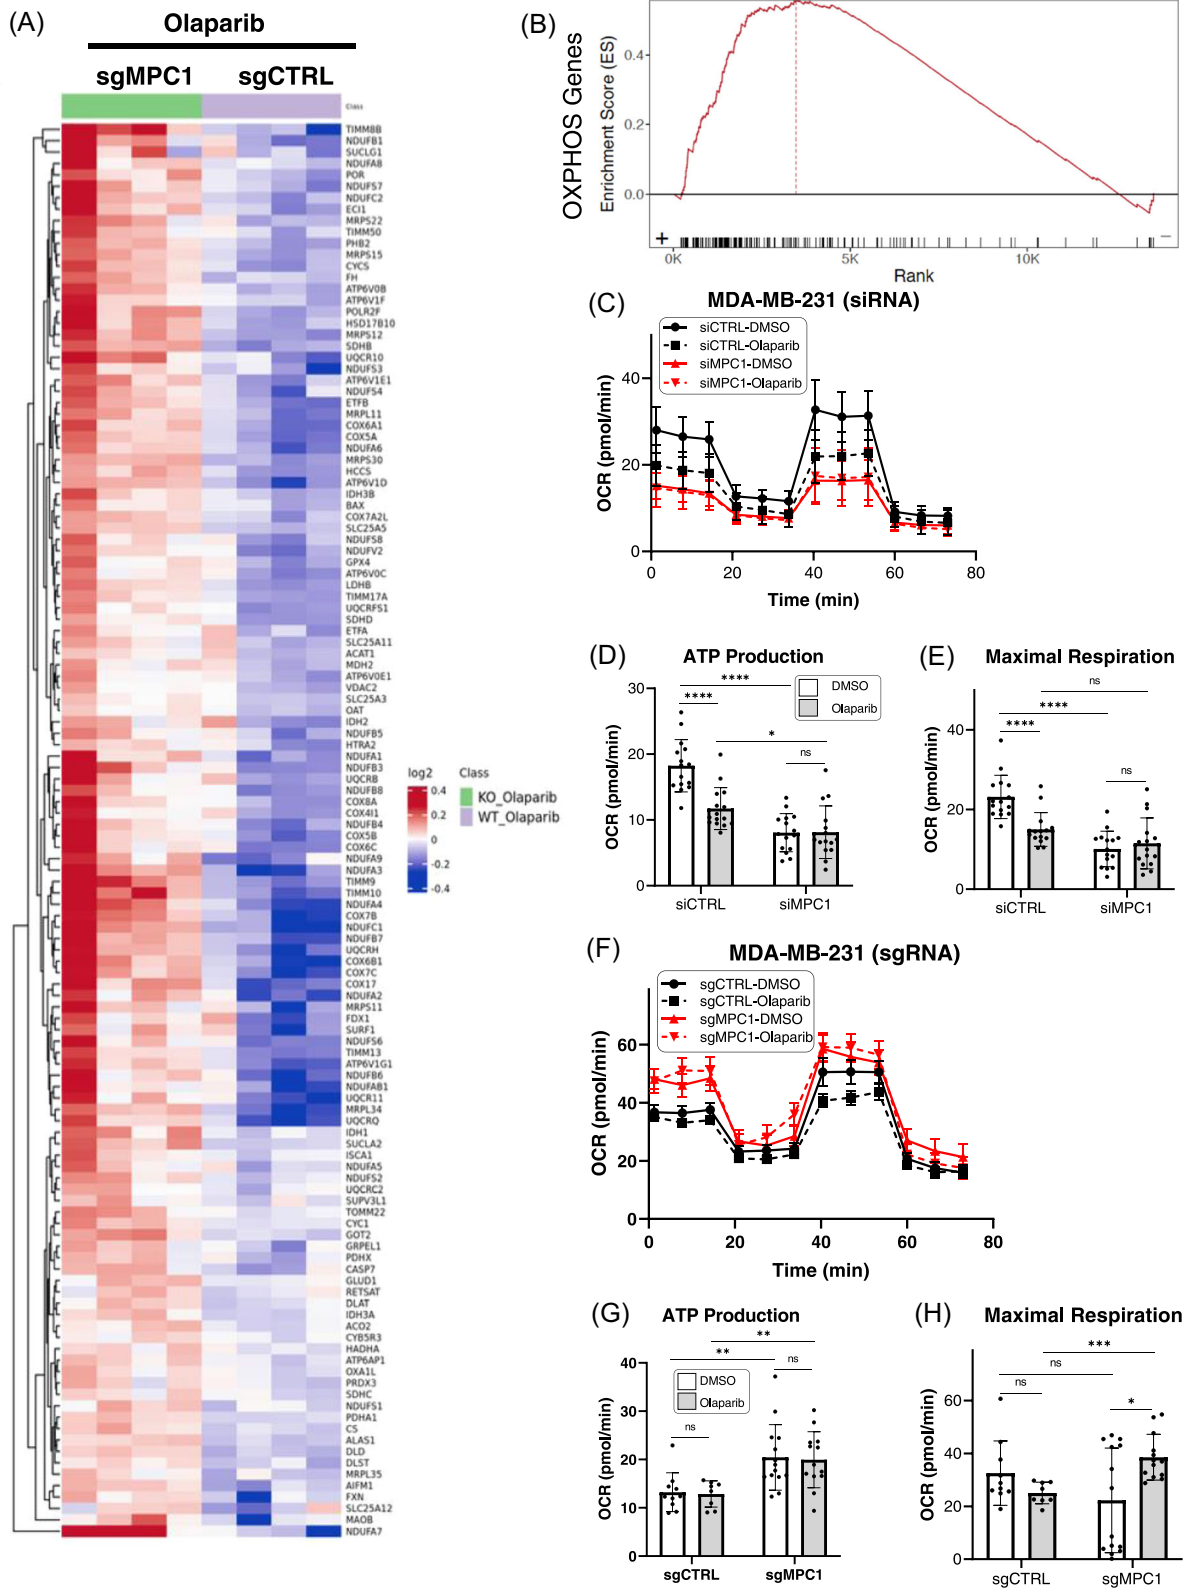 (A)
Olaparib
sgMPC1 sgCTRL
Class
TIMM8B
NDUFB1
SUCLG1
NDUFA8
POR
NDUFS7
NDUFC2
ECI1
MRPS22
TIMM50
PHB2
MRPS15
CYCS
FH
ATP6V0B
ATP6V1F
POLR2F
HSD17B10
MRPS12
SDHB
UQCR10
NDUFS3
ATP6V1E1
NDUFS4
ETFB
MRPL11
COX6A1
COX5A
NDUFA6
MRPS30
HCCS
ATP6V1D
IDH3B
BAX
COX7A2L
SLC25A5
NDUFS8
NDUFV2
GPX4
ATP6V0C
LDHB
TIMM17A
UQCRFS1
SDHD
ETFA
SLC25A11
ACAT1
MDH2
ATP6V0E1
VDAC2
SLC25A3
OAT
IDH2
NDUFB5
HTRA2
NDUFA1
NDUFB3
UQCRB
NDUFB8
COX8A
COX4I1
NDUFB4
COX5B
COX6C
NDUFA9
NDUFA3
TIMM9
TIMM10
NDUFA4
COX7B
NDUFC1
NDUFB7
UQCRH
COX6B1
COX7C
COX17
NDUFA2
MRPS11
FDX1
SURF1
NDUFS6
TIMM13
ATP6V1G1
NDUFB6
NDUFAB1
UQCR11
MRPL34
UQCRQ
IDH1
SUCLA2
ISCA1
NDUFA5
NDUFS2
UQCRC2
SUPV3L1
TOMM22
CYC1
GOT2
GRPEL1
PDHX
CASP7
GLUD1
RETSAT
DLAT
IDH3A
ACO2
CYB5R3
HADHA
ATP6AP1
OXA1L
PRDX3
SDHC
NDUFS1
PDHA1
CS
ALAS1
DLD
DLST
MRPL35
AIFM1
FXN
SLC25A12
MAOB
NDUFA7
log2
0.4
0.2
0
-0.2
-0.4
Class
KO_Olaparib
WT_Olaparib
(B)
OXPHOS Genes
Enrichment Score (ES)
0.4
0.2
0.0
+ −
0K 5K 10K
Rank
(C)
MDA-MB-231 (siRNA)
siCTRL-DMSO
siCTRL-Olaparib
siMPC1-DMSO
siMPC1-Olaparib
OCR (pmol/min)
40
20
0
0 20 40 60 80
Time (min)
(D)
ATP Production
DMSO
Olaparib
****
****
*
ns
OCR (pmol/min)
30
20
10
0
siCTRL siMPC1
(E)
Maximal Respiration
ns
****
****
ns
OCR (pmol/min)
40
20
0
siCTRL siMPC1
(F)
MDA-MB-231 (sgRNA)
sgCTRL-DMSO
sgCTRL-Olaparib
sgMPC1-DMSO
sgMPC1-Olaparib
OCR (pmol/min)
60
40
20
0
0 20 40 60 80
Time (min)
(G)
ATP Production
**
**
ns
DMSO
Olaparib
ns
OCR (pmol/min)
40
30
20
10
0
sgCTRL sgMPC1
(H)
Maximal Respiration
***
ns
ns
*
OCR (pmol/min)
60
40
20
0
sgCTRL sgMPC1